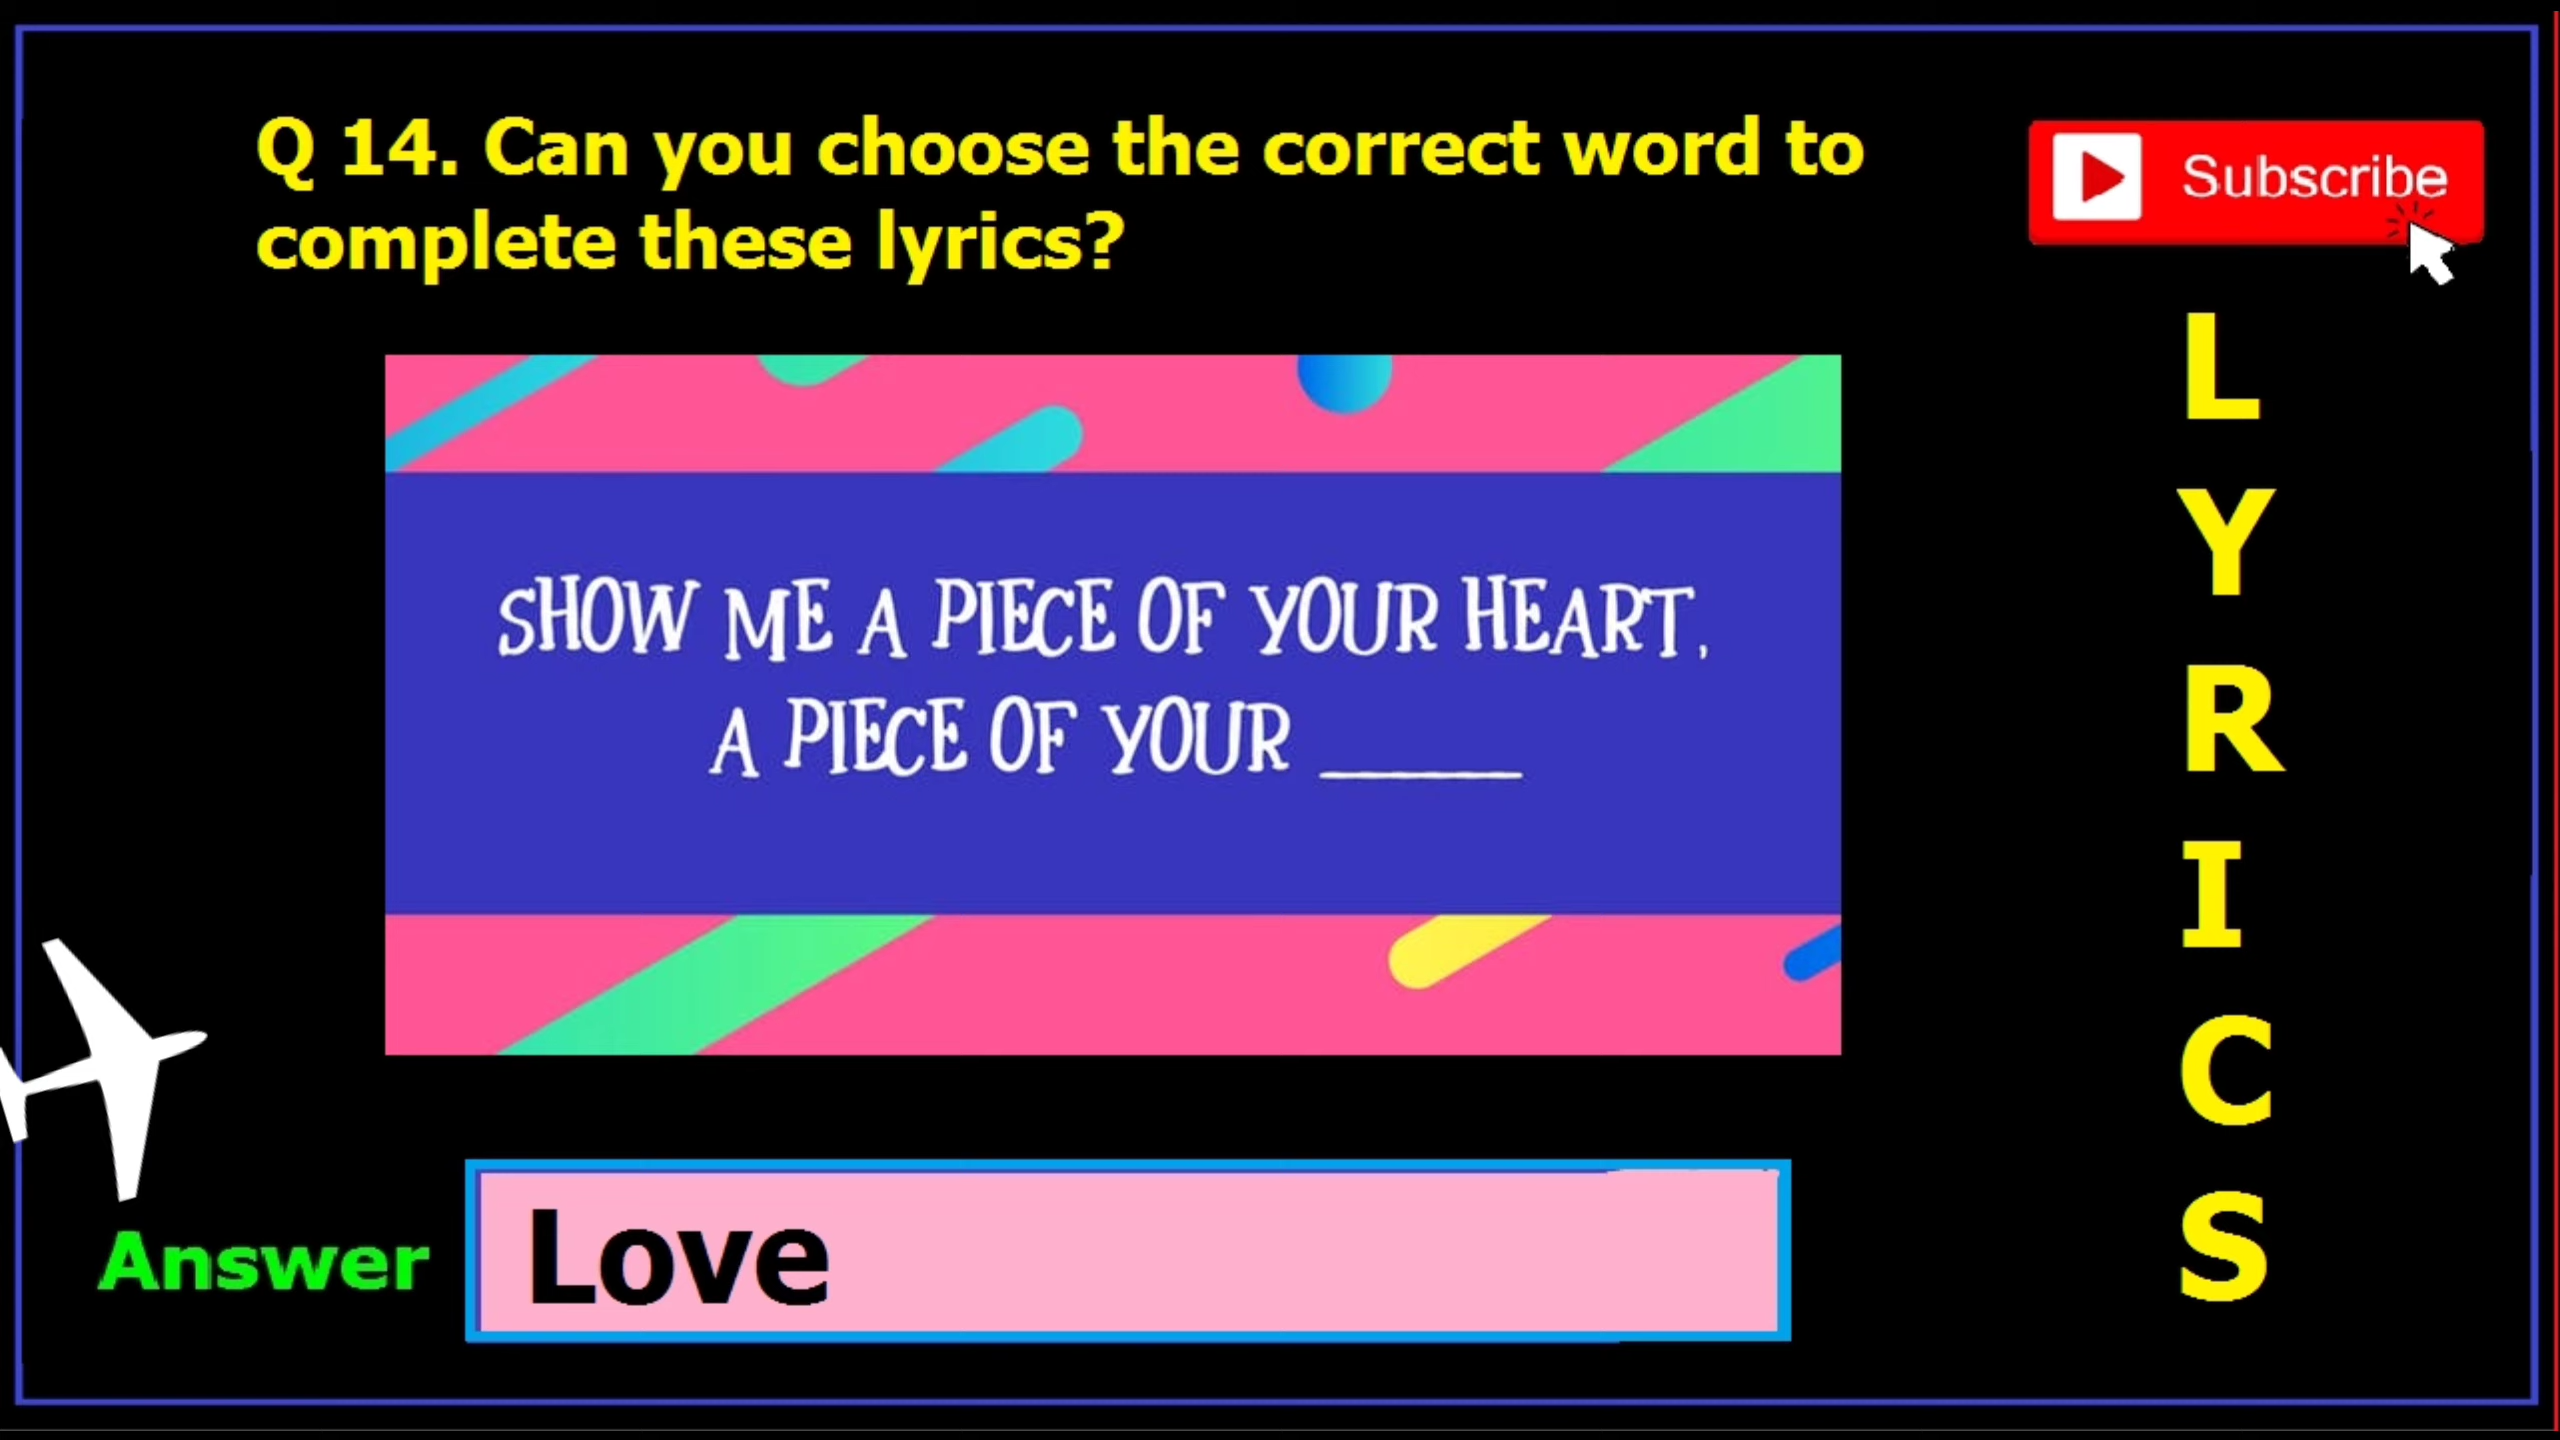 Q 14. Can you choose the correct word to
complete these lyrics?
Subscribe
SHOW ME A PIECE OF YOUR HEART,
A PIECE OF YOUR ______
Answer
Love
L
Y
R
I
C
S